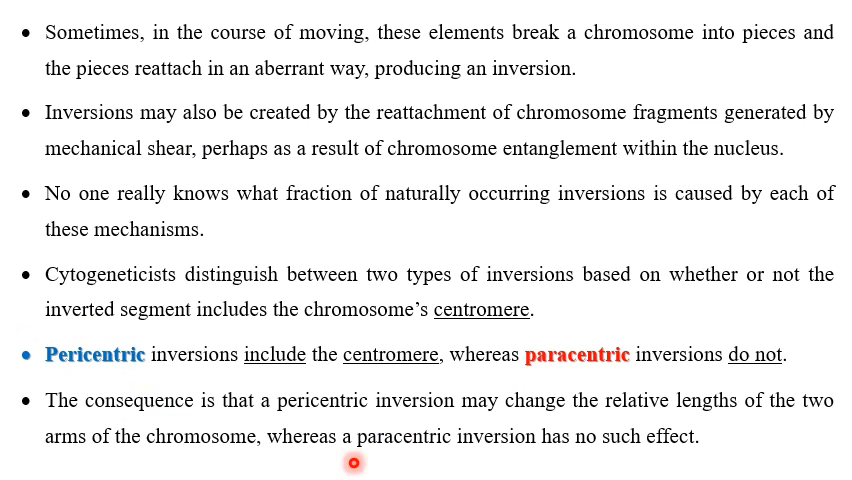 • Sometimes, in the course of moving, these elements break a chromosome into pieces and
the pieces reattach in an aberrant way, producing an inversion.
• Inversions may also be created by the reattachment of chromosome fragments generated by
mechanical shear, perhaps as a result of chromosome entanglement within the nucleus.
• No one really knows what fraction of naturally occurring inversions is caused by each of
these mechanisms.
• Cytogeneticists distinguish between two types of inversions based on whether or not the
inverted segment includes the chromosome’s centromere.
• Pericentric inversions include the centromere, whereas paracentric inversions do not.
• The consequence is that a pericentric inversion may change the relative lengths of the two
arms of the chromosome, whereas a paracentric inversion has no such effect.